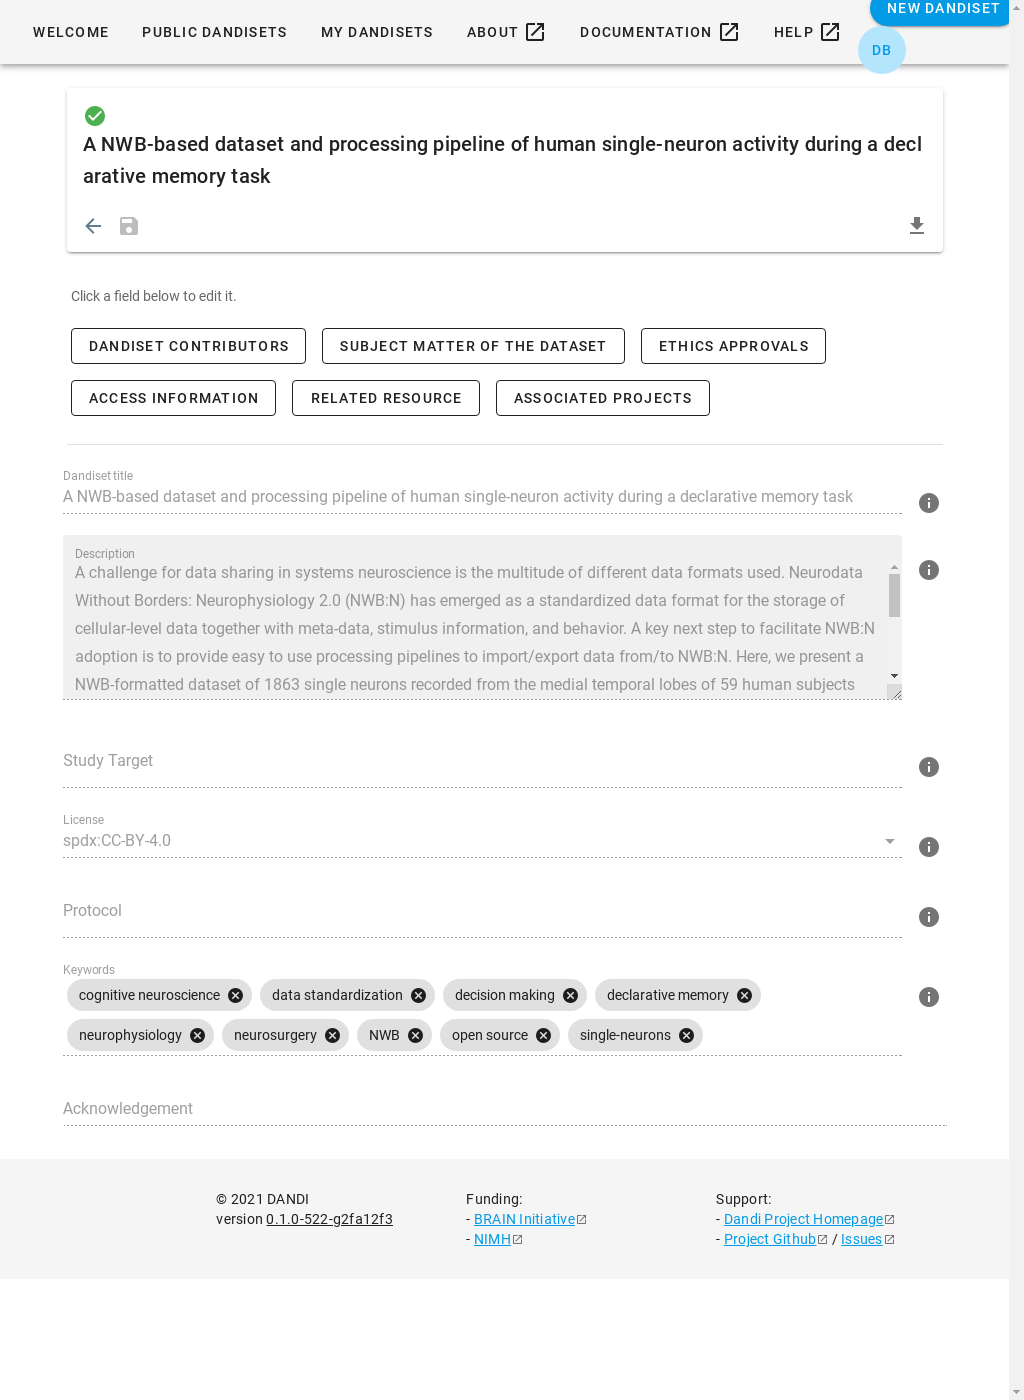 WELCOME PUBLIC DANDISETS MY DANDISETS ABOUT DOCUMENTATION HELP NEW DANDISET
DB
A NWB-based dataset and processing pipeline of human single-neuron activity during a decl
arative memory task
Click a field below to edit it.
DANDISET CONTRIBUTORS SUBJECT MATTER OF THE DATASET ETHICS APPROVALS
ACCESS INFORMATION RELATED RESOURCE ASSOCIATED PROJECTS
Dandiset title
A NWB-based dataset and processing pipeline of human single-neuron activity during a declarative memory task
Description
A challenge for data sharing in systems neuroscience is the multitude of different data formats used. Neurodata
Without Borders: Neurophysiology 2.0 (NWB:N) has emerged as a standardized data format for the storage of
cellular-level data together with meta-data, stimulus information, and behavior. A key next step to facilitate NWB:N
adoption is to provide easy to use processing pipelines to import/export data from/to NWB:N. Here, we present a
NWB-formatted dataset of 1863 single neurons recorded from the medial temporal lobes of 59 human subjects
Study Target
License
spdx:CC-BY-4.0
Protocol
Keywords
cognitive neuroscience data standardization decision making declarative memory
neurophysiology neurosurgery NWB open source single-neurons
Acknowledgement
© 2021 DANDI
version 0.1.0-522-g2fa12f3
Funding:
- BRAIN Initiative
- NIMH
Support:
- Dandi Project Homepage
- Project Github / Issues